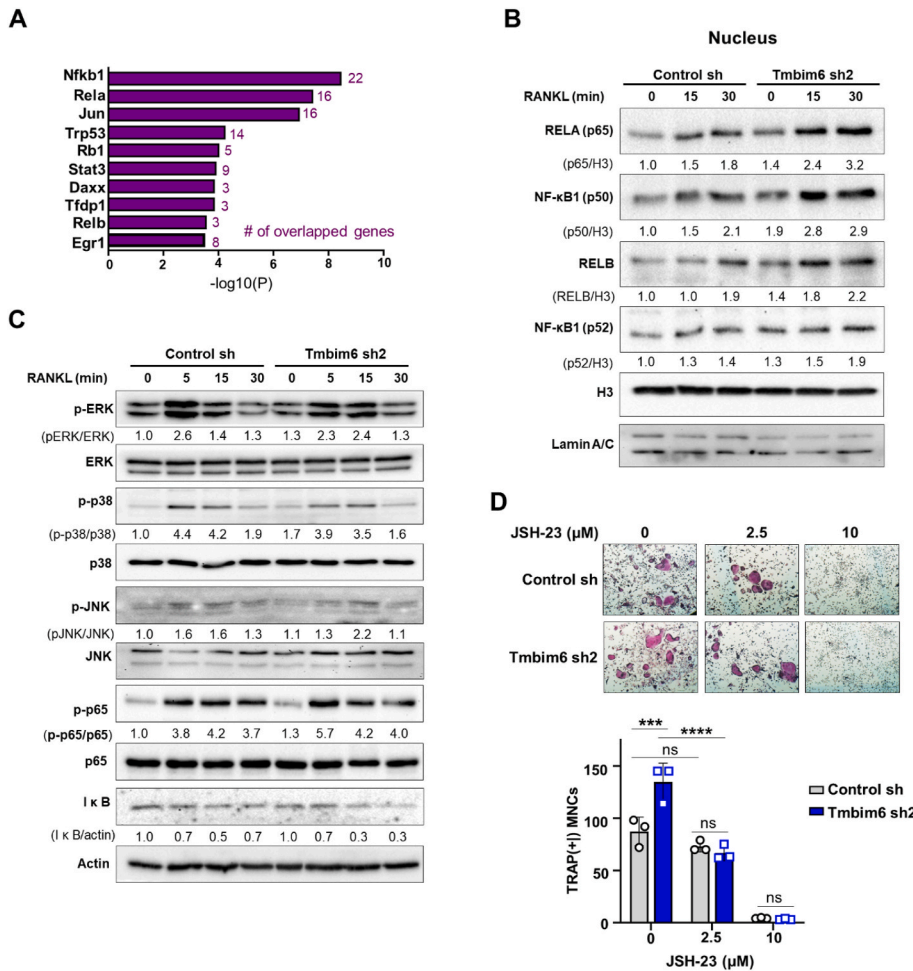 A
Nfkb1 22
Rela 16
Jun 16
Trp53 14
Rb1 5
Stat3 9
Daxx 3
Tfdp1 3
Relb 3
Egr1 8
# of overlapped genes
0 2 4 6 8 10
-log10(P)
B
Nucleus
Control sh Tmbim6 sh2
RANKL (min) 0 15 30 0 15 30
RELA (p65)
(p65/H3) 1.0 1.5 1.8 1.4 2.4 3.2
NF-κB1 (p50)
(p50/H3) 1.0 1.5 2.1 1.9 2.8 2.9
RELB
(RELB/H3) 1.0 1.0 1.9 1.4 1.8 2.2
NF-κB1 (p52)
(p52/H3) 1.0 1.3 1.4 1.3 1.5 1.9
H3
Lamin A/C
C
Control sh Tmbim6 sh2
RANKL (min) 0 5 15 30 0 5 15 30
p-ERK
(pERK/ERK) 1.0 2.6 1.4 1.3 1.3 2.3 2.4 1.3
ERK
p-p38
(p-p38/p38) 1.0 4.4 4.2 1.9 1.7 3.9 3.5 1.6
p38
p-JNK
(pJNK/JNK) 1.0 1.6 1.6 1.3 1.1 1.3 2.2 1.1
JNK
p-p65
(p-p65/p65) 1.0 3.8 4.2 3.7 1.3 5.7 4.2 4.0
p65
I κ B
(I κ B/actin) 1.0 0.7 0.5 0.7 1.0 0.7 0.3 0.3
Actin
D
JSH-23 (μM) 0 2.5 10
Control sh
Tmbim6 sh2
*** ****
ns
ns
ns
150
100
50
0
TRAP(+|) MNCs
Control sh
Tmbim6 sh2
0 2.5 10
JSH-23 (μM)